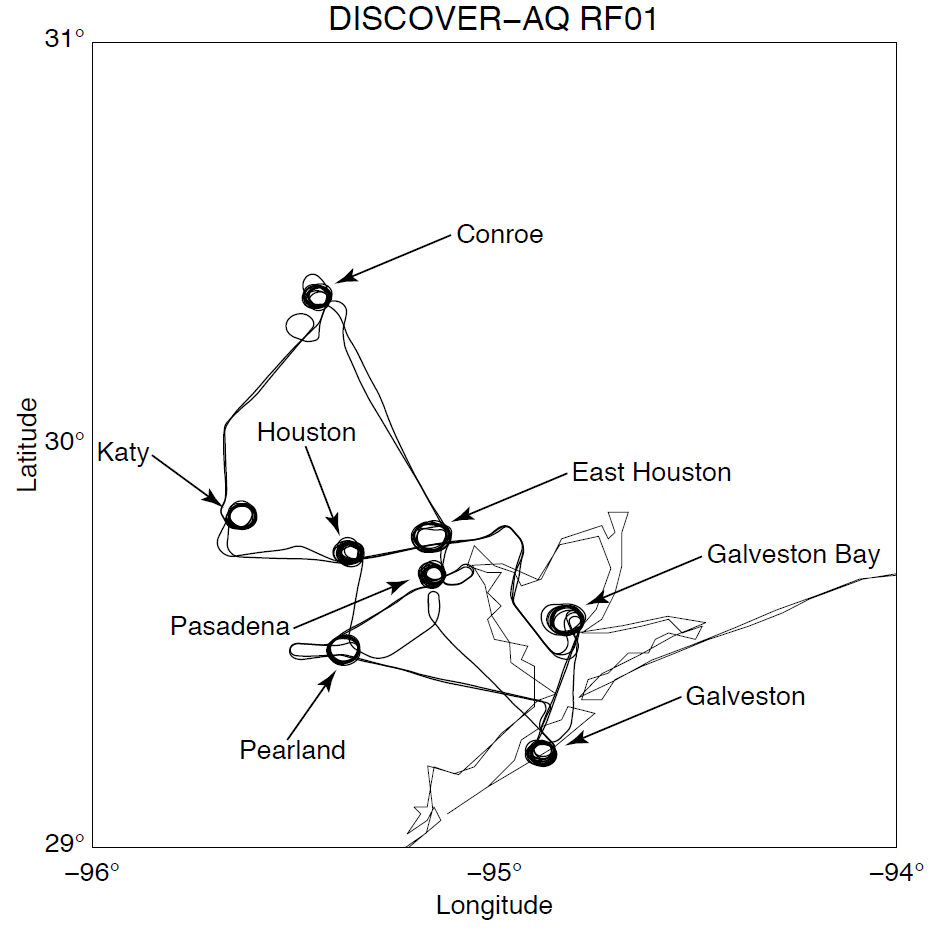 DISCOVER−AQ RF01
31°
Conroe
Latitude
30°
Houston
Katy
East Houston
Galveston Bay
Pasadena
Galveston
Pearland
29°
−96°
−95°
−94°
Longitude